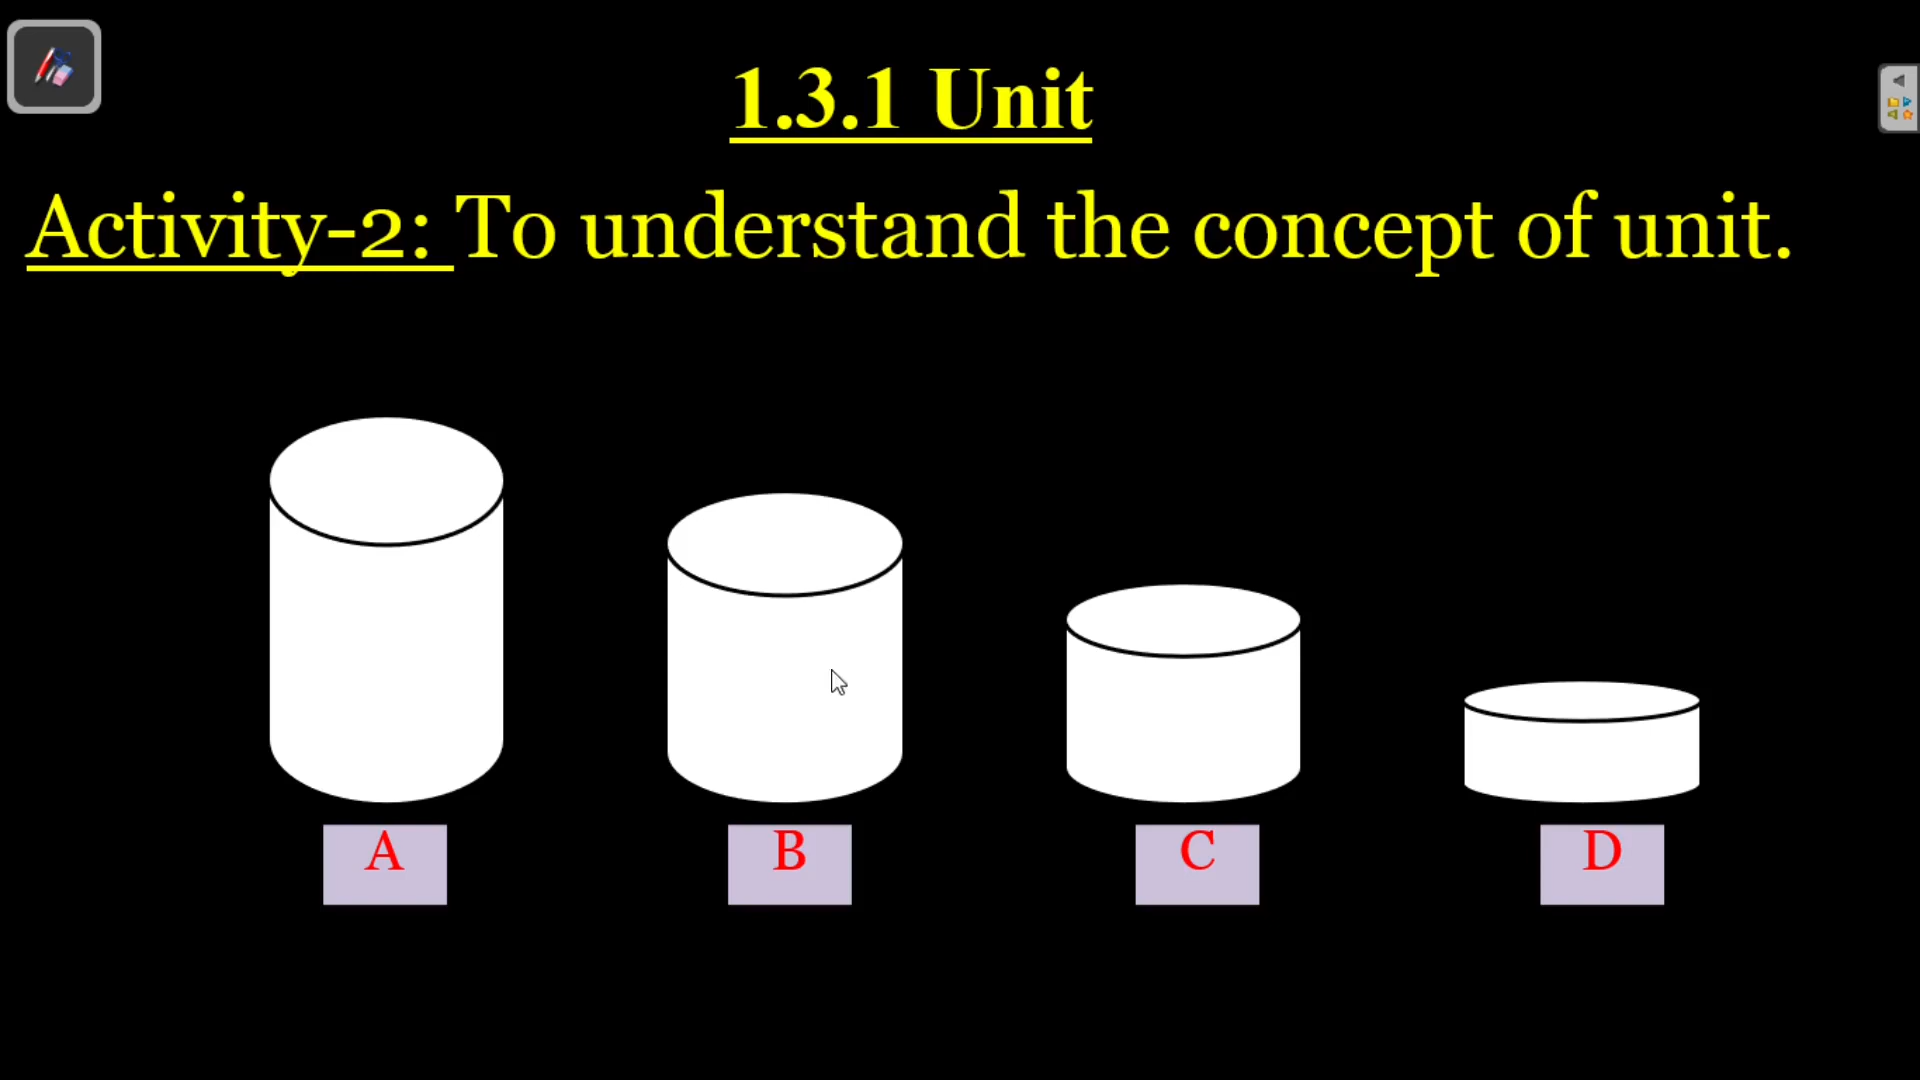 1.3.1 Unit
Activity-2: To understand the concept of unit.
A B C D